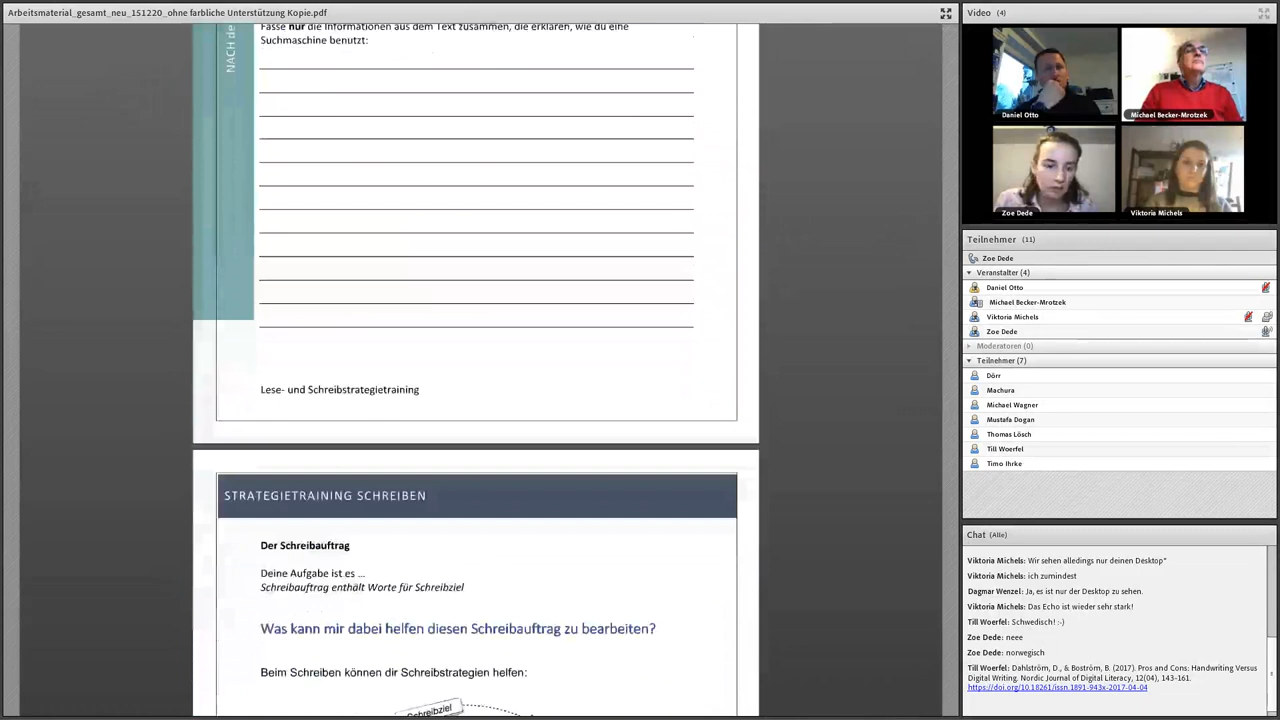 Arbeitsmaterial_gesamt_neu_151220_ohne farbliche Unterstützung Kopie.pdf
NACH de
Fasse nur die Informationen aus dem Text zusammen, die erklären, wie du eine
Suchmaschine benutzt:
Lese- und Schreibstrategietraining
STRATEGIETRAINING SCHREIBEN
Der Schreibauftrag
Deine Aufgabe ist es ...
Schreibauftrag enthält Worte für Schreibziel
Was kann mir dabei helfen diesen Schreibauftrag zu bearbeiten?
Beim Schreiben können dir Schreibstrategien helfen:
Schreibziel
Video (4)
Daniel Otto
Michael Becker-Mrotzek
Zoe Dede
Viktoria Michels
Teilnehmer (11)
Zoe Dede
Veranstalter (4)
Daniel Otto
Michael Becker-Mrotzek
Viktoria Michels
Zoe Dede
Moderatoren (0)
Teilnehmer (7)
Dörr
Machura
Michael Wagner
Mustafa Dogan
Thomas Lösch
Till Woerfel
Timo Ihrke
Chat (Alle)
Viktoria Michels: Wir sehen alledings nur deinen Desktop*
Viktoria Michels: ich zumindest
Dagmar Wenzel: Ja, es ist nur der Desktop zu sehen.
Viktoria Michels: Das Echo ist wieder sehr stark!
Till Woerfel: Schwedisch! :-)
Zoe Dede: neee
Zoe Dede: norwegisch
Till Woerfel: Dahlström, D., & Boström, B. (2017). Pros and Cons: Handwriting Versus
Digital Writing. Nordic Journal of Digital Literacy, 12(04), 143–161.
https://doi.org/10.18261/issn.1891-943x-2017-04-04